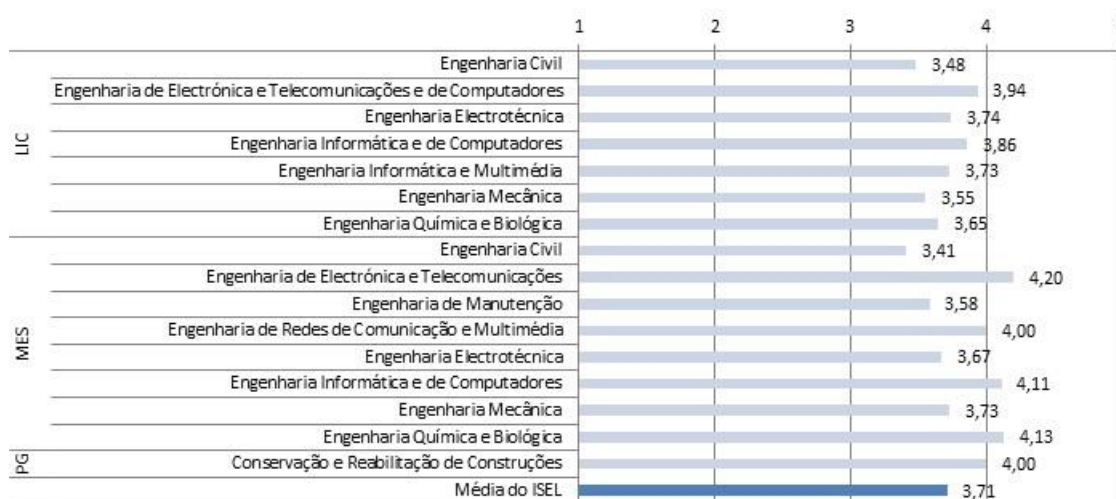 1 2 3 4
LIC
Engenharia Civil 3,48
Engenharia de Electrónica e Telecomunicações e de Computadores 3,94
Engenharia Electrotécnica 3,74
Engenharia Informática e de Computadores 3,86
Engenharia Informática e Multimédia 3,73
Engenharia Mecânica 3,55
Engenharia Química e Biológica 3,65
MES
Engenharia Civil 3,41
Engenharia de Electrónica e Telecomunicações 4,20
Engenharia de Manutenção 3,58
Engenharia de Redes de Comunicação e Multimédia 4,00
Engenharia Electrotécnica 3,67
Engenharia Informática e de Computadores 4,11
Engenharia Mecânica 3,73
Engenharia Química e Biológica 4,13
PG
Conservação e Reabilitação de Construções 4,00
Média do ISEL 3,71